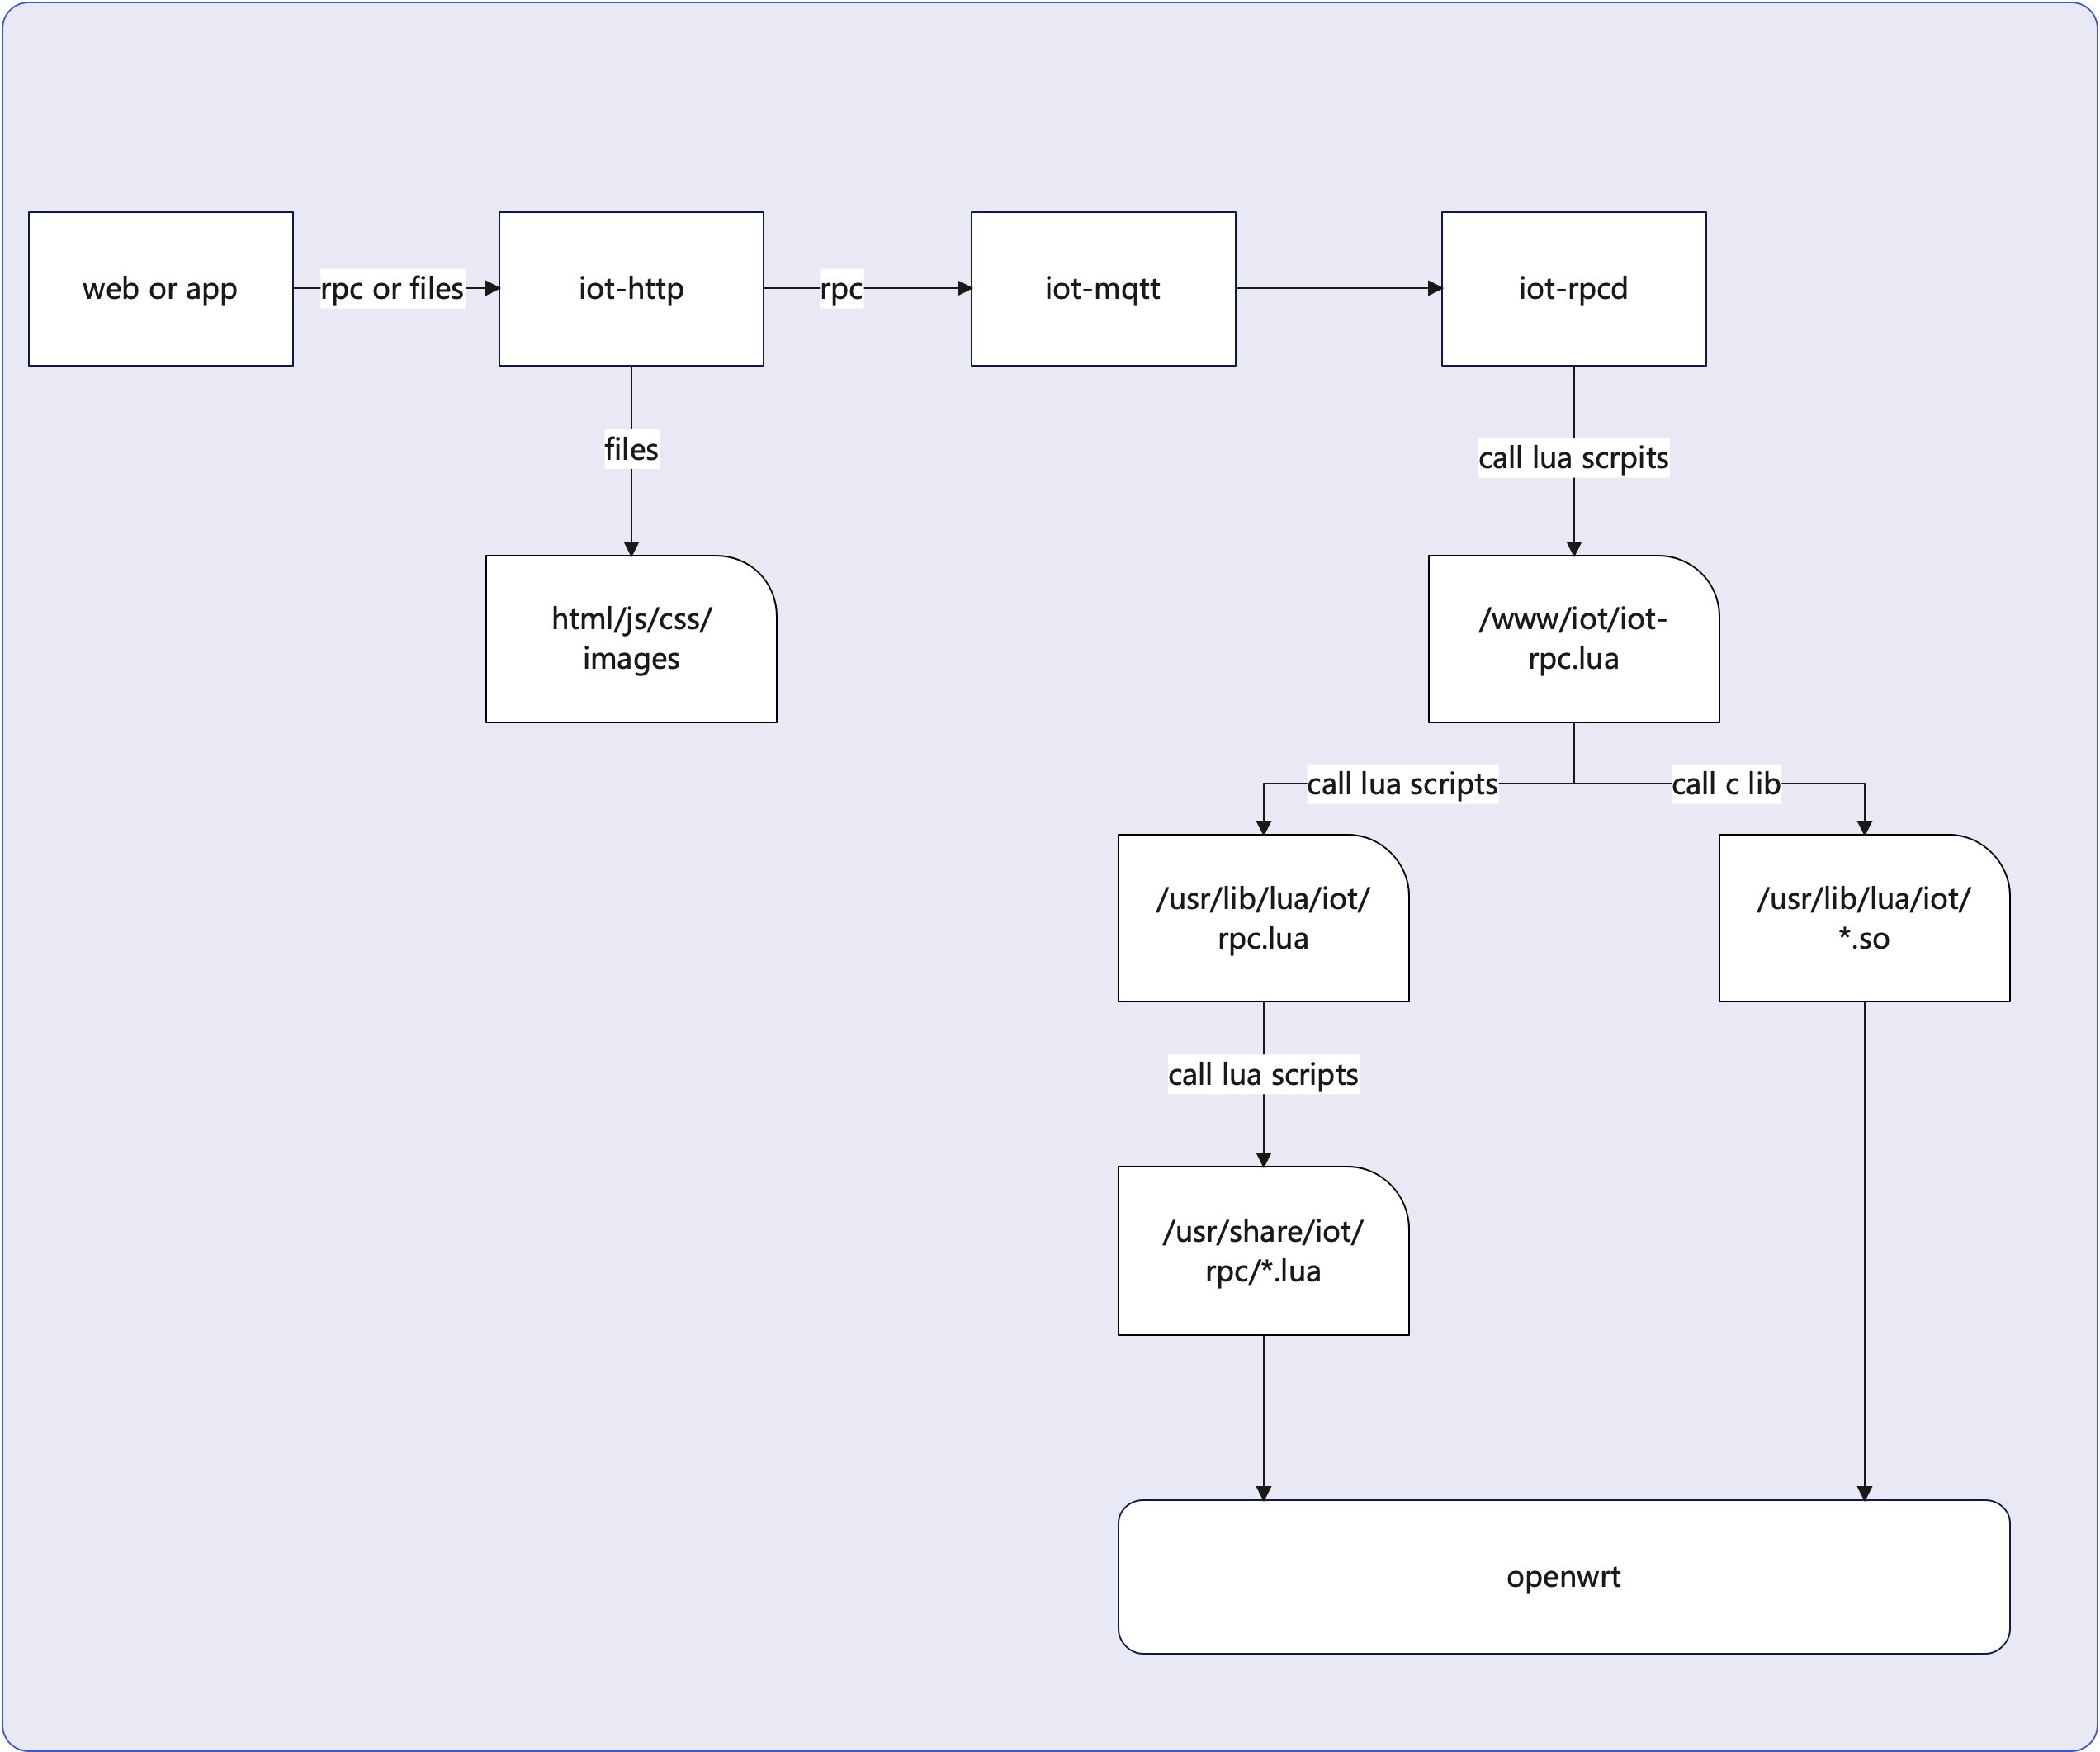 web or app
rpc or files
iot-http
rpc
iot-mqtt
iot-rpcd
files
call lua scrpits
html/js/css/
images
/www/iot/iot-
rpc.lua
call lua scripts
call c lib
/usr/lib/lua/iot/
rpc.lua
/usr/lib/lua/iot/
*.so
call lua scripts
/usr/share/iot/
rpc/*.lua
openwrt